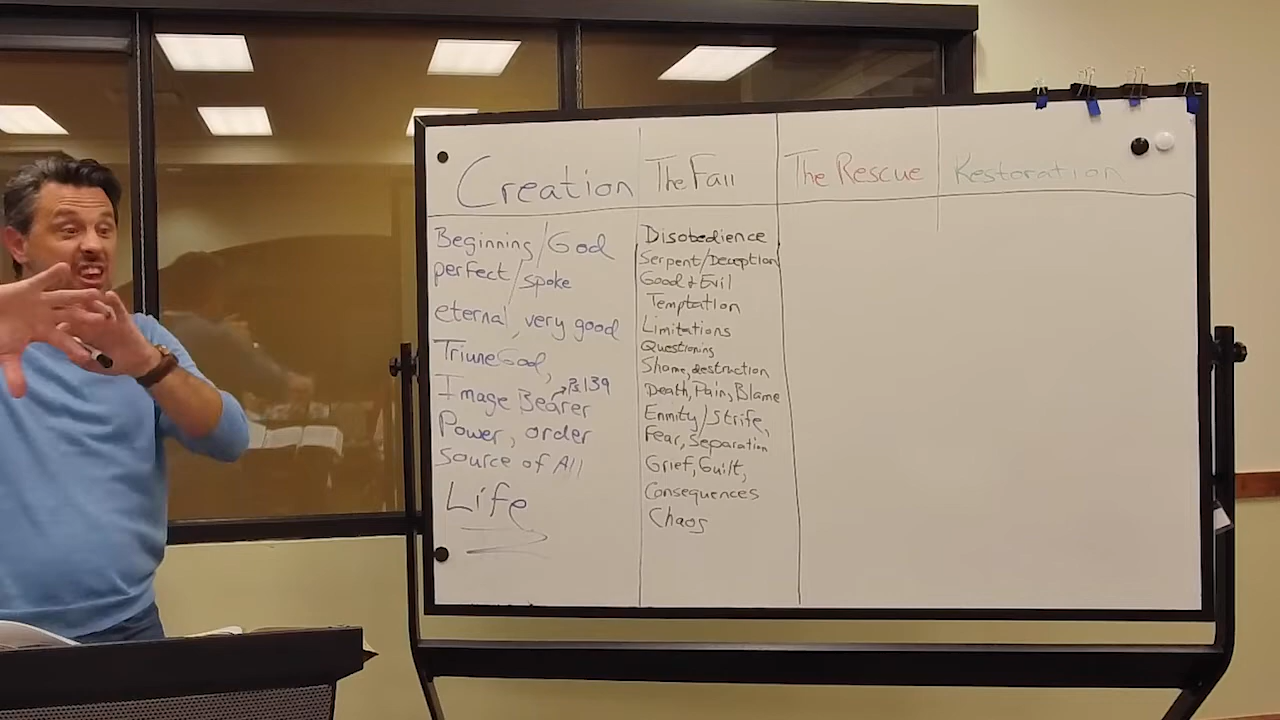 Creation
Beginning/God
perfect/spoke
eternal, very good
Triune God,
Image Bearer → Ps 139
Power, order
Source of All
Life
The Fall
Disobedience
Serpent/Deception
Good & Evil
Temptation
Limitations
Questioning
Shame, destruction
Death, Pain, Blame
Enmity/Strife,
Fear, Separation
Grief, Guilt,
Consequences
Chaos
The Rescue
Restoration